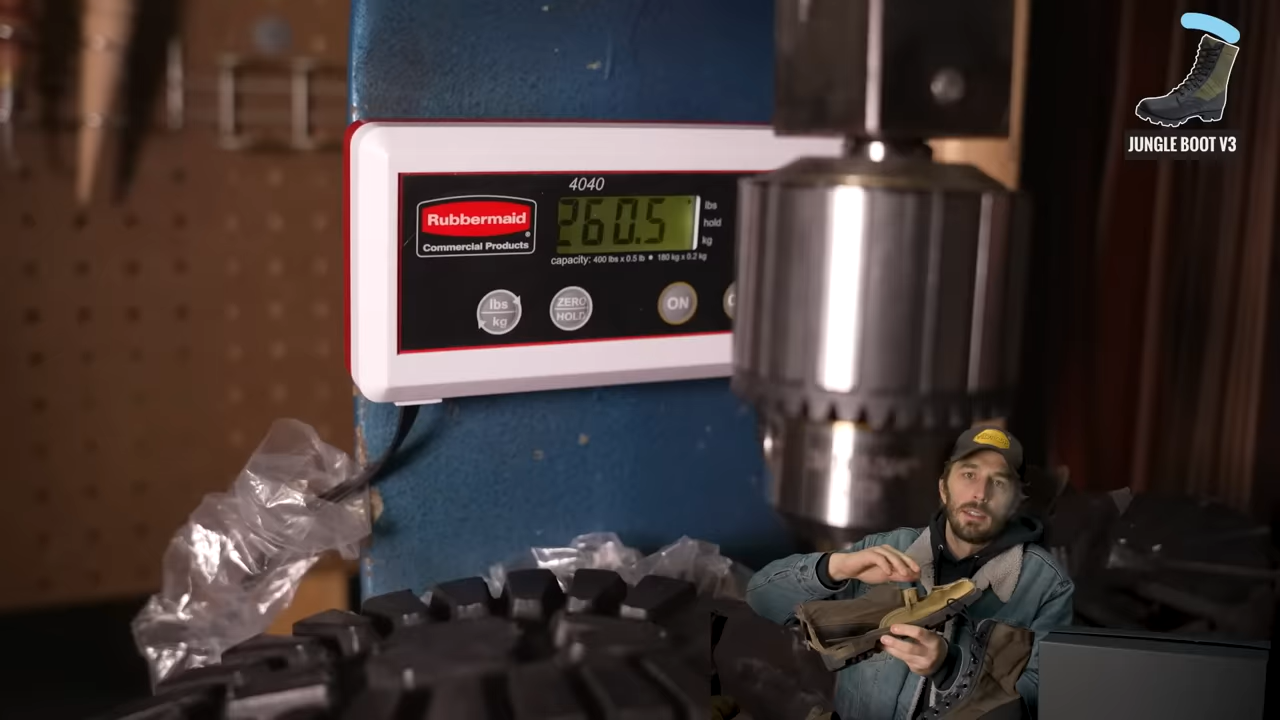 JUNGLE BOOT V3
4040
Rubbermaid
Commercial Products
260.5
lbs
hold
kg
capacity: 400 lbs x 0.5 lb • 180 kg x 0.2 kg
lbs
kg
ZERO
HOLD
ON